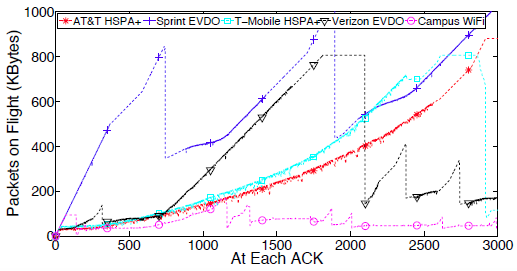 1000
AT&T HSPA+ Sprint EVDO T-Mobile HSPA+ Verizon EVDO Campus WiFi
800
600
400
200
0
Packets on Flight (KBytes)
0 500 1000 1500 2000 2500 3000
At Each ACK